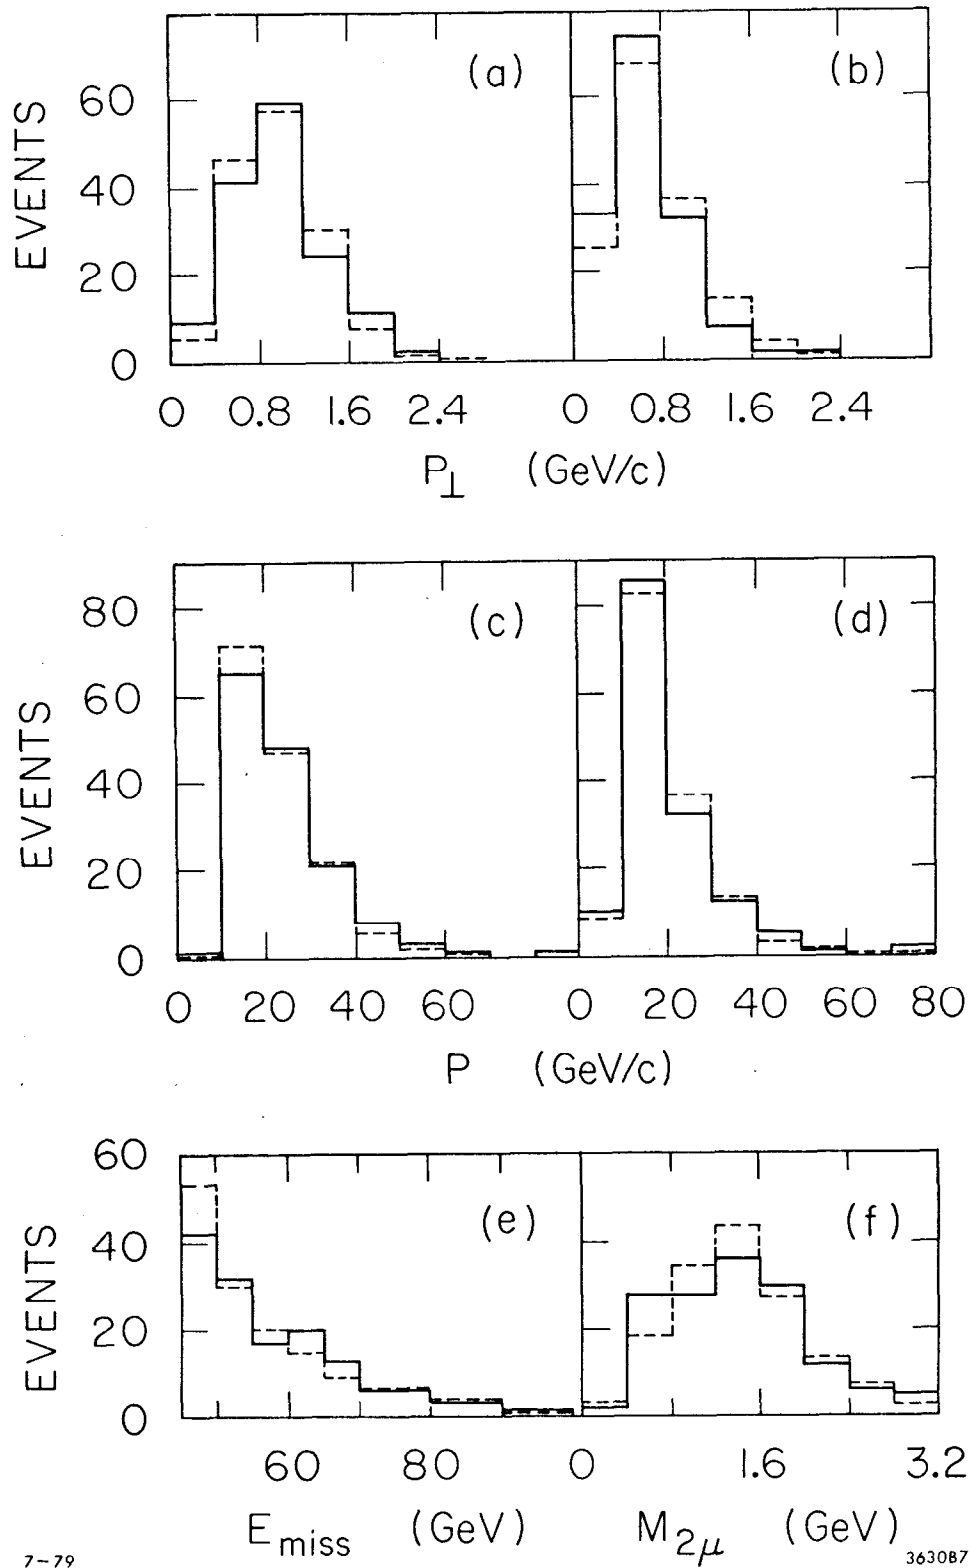 (a) (b)
EVENTS
60
40
20
0
0 0.8 1.6 2.4 0 0.8 1.6 2.4
P⊥ (GeV/c)
(c) (d)
EVENTS
80
60
40
20
0
0 20 40 60 0 20 40 60 80
P (GeV/c)
(e) (f)
EVENTS
60
40
20
0
60 80 0 1.6 3.2
E miss (GeV) M 2μ (GeV)
7-79 3630B7